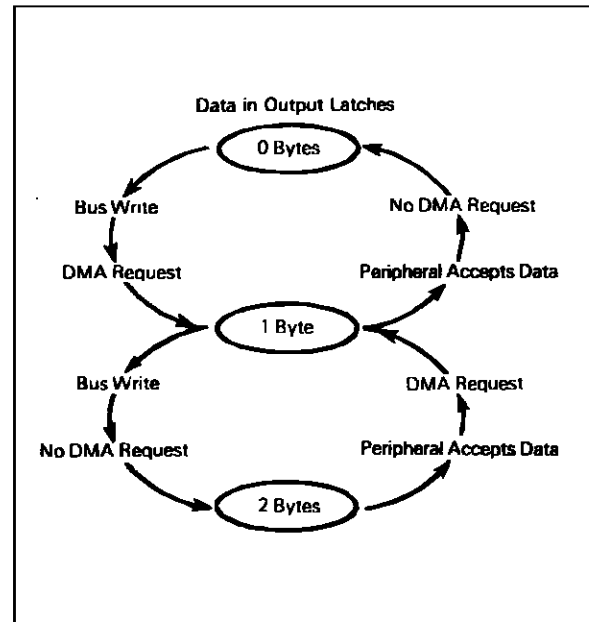 Data in Output Latches
0 Bytes
Bus Write
No DMA Request
DMA Request
Peripheral Accepts Data
1 Byte
Bus Write
DMA Request
No DMA Request
Peripheral Accepts Data
2 Bytes